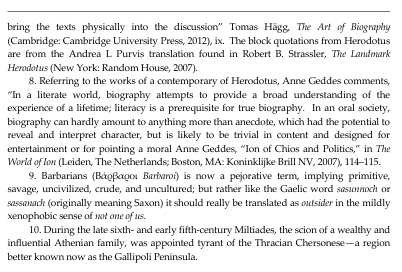 bring the texts physically into the discussion” Tomas Hägg, The Art of Biography
(Cambridge: Cambridge University Press, 2012), ix. The block quotations from Herodotus
are from the Andrea L Purvis translation found in Robert B. Strassler, The Landmark
Herodotus (New York: Random House, 2007).
8. Referring to the works of a contemporary of Herodotus, Anne Geddes comments,
“In a literate world, biography attempts to provide a broad understanding of the
experience of a lifetime; literacy is a prerequisite for true biography. In an oral society,
biography can hardly amount to anything more than anecdote, which had the potential to
reveal and interpret character, but is likely to be trivial in content and designed for
entertainment or for pointing a moral Anne Geddes, “Ion of Chios and Politics,” in The
World of Ion (Leiden, The Netherlands; Boston, MA: Koninklijke Brill NV, 2007), 114–115.
9. Barbarians (Βάρβαροι Barbaroi) is now a pejorative term, implying primitive,
savage, uncivilized, crude, and uncultured; but rather like the Gaelic word sasunnoch or
sassanach (originally meaning Saxon) it should really be translated as outsider in the mildly
xenophobic sense of not one of us.
10. During the late sixth- and early fifth-century Miltiades, the scion of a wealthy and
influential Athenian family, was appointed tyrant of the Thracian Chersonese—a region
better known now as the Gallipoli Peninsula.